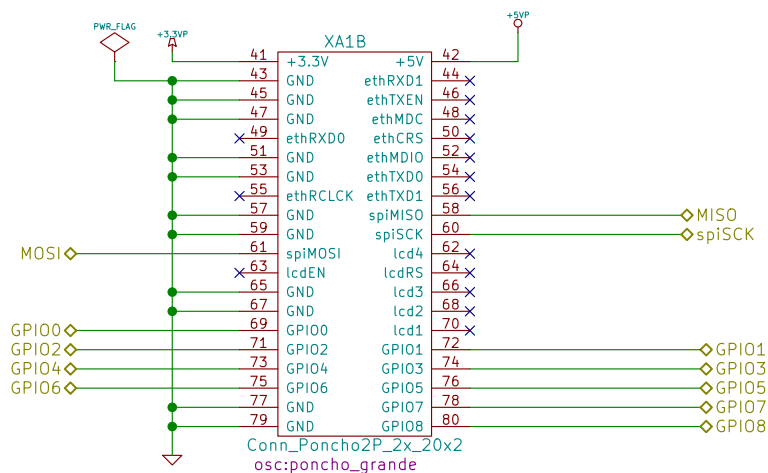 PWR_FLAG
+3.3VP
+5VP
XA1B
41 +3.3V +5V 42
43 GND ethRXD1 44
45 GND ethTXEN 46
47 GND ethMDC 48
49 ethRXD0 ethCRS 50
51 GND ethMDIO 52
53 GND ethTXD0 54
55 ethRCLCK ethTXD1 56
57 GND spiMISO 58 MISO
59 GND spiSCK 60 spiSCK
MOSI 61 spiMOSI lcd4 62
63 lcdEN lcdRS 64
65 GND lcd3 66
67 GND lcd2 68
GPIO0 69 GPIO0 lcd1 70
GPIO2 71 GPIO2 GPIO1 72 GPIO1
GPIO4 73 GPIO4 GPIO3 74 GPIO3
GPIO6 75 GPIO6 GPIO5 76 GPIO5
77 GND GPIO7 78 GPIO7
79 GND GPIO8 80 GPIO8
Conn_Poncho2P_2x_20x2
osc:poncho_grande